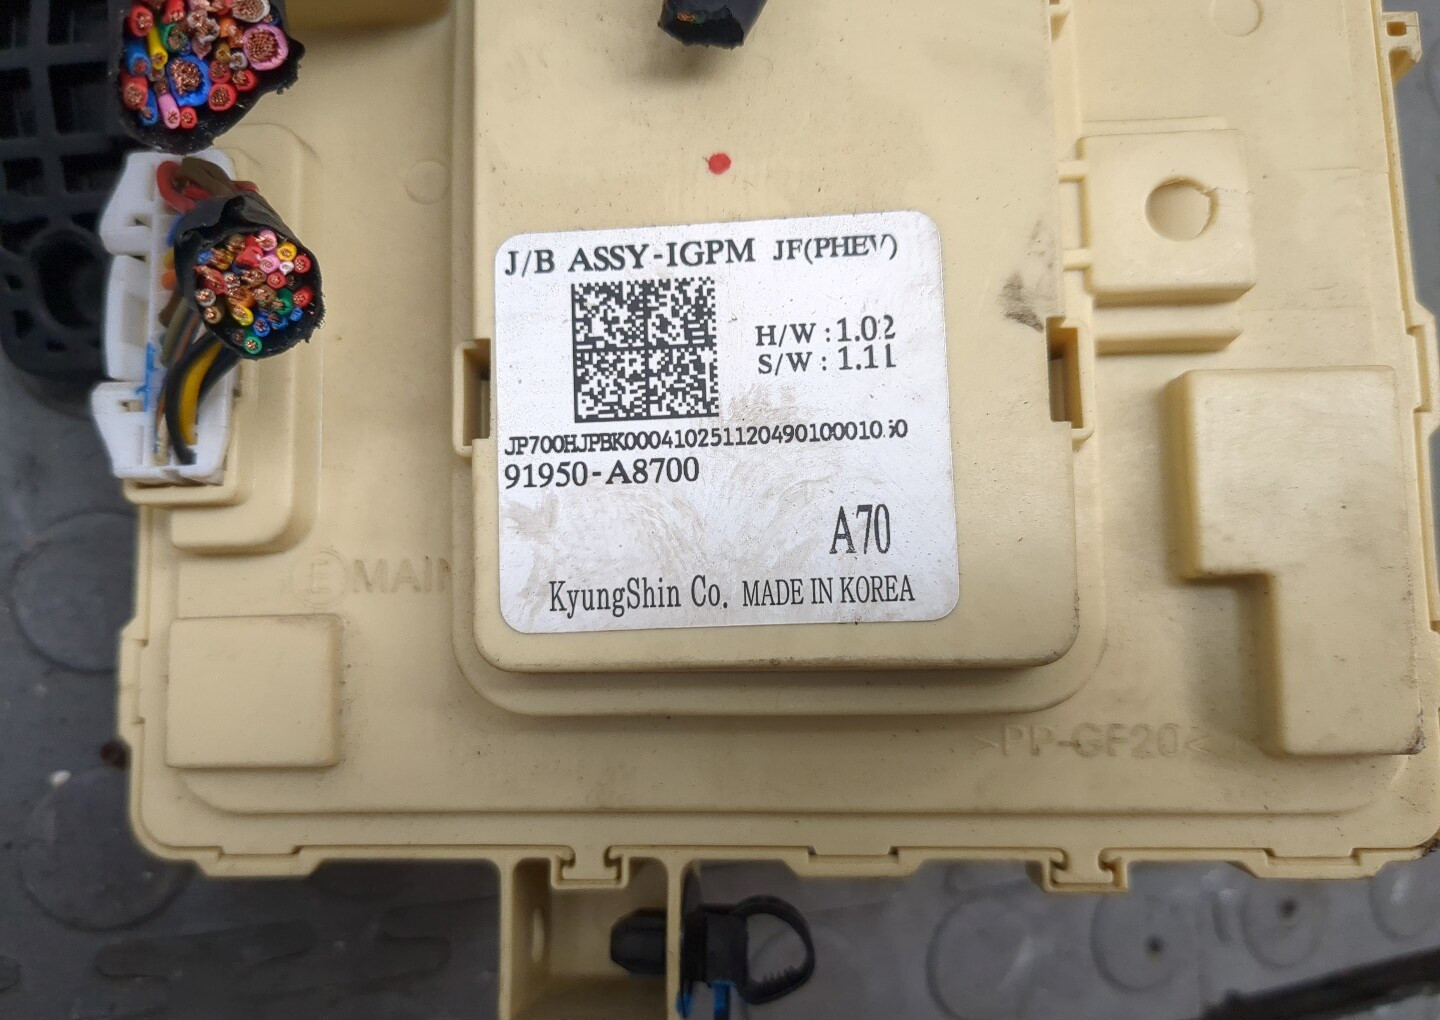 J/B ASSY-IGPM JF(PHEV)
H/W : 1.02
S/W : 1.11
91950-A8700
A70
KyungShin Co. MADE IN KOREA
E MAIN
>PP-GF20<